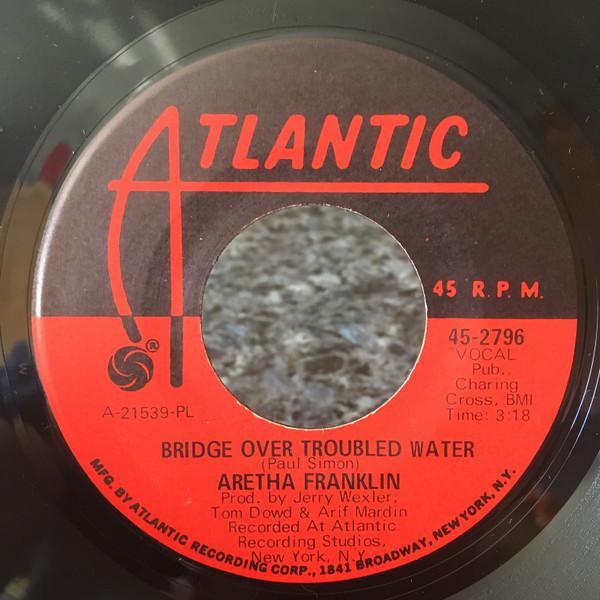 ATLANTIC
45 R.P.M.
®
45-2796
VOCAL
Pub.,
Charing
Cross, BMI
Time: 3:18
A-21539-PL
BRIDGE OVER TROUBLED WATER
(Paul Simon)
ARETHA FRANKLIN
Prod. by Jerry Wexler,
Tom Dowd & Arif Mardin
Recorded At Atlantic
Recording Studios,
New York, N.Y.
MFG. BY ATLANTIC RECORDING CORP., 1841 BROADWAY, NEW YORK, N.Y.